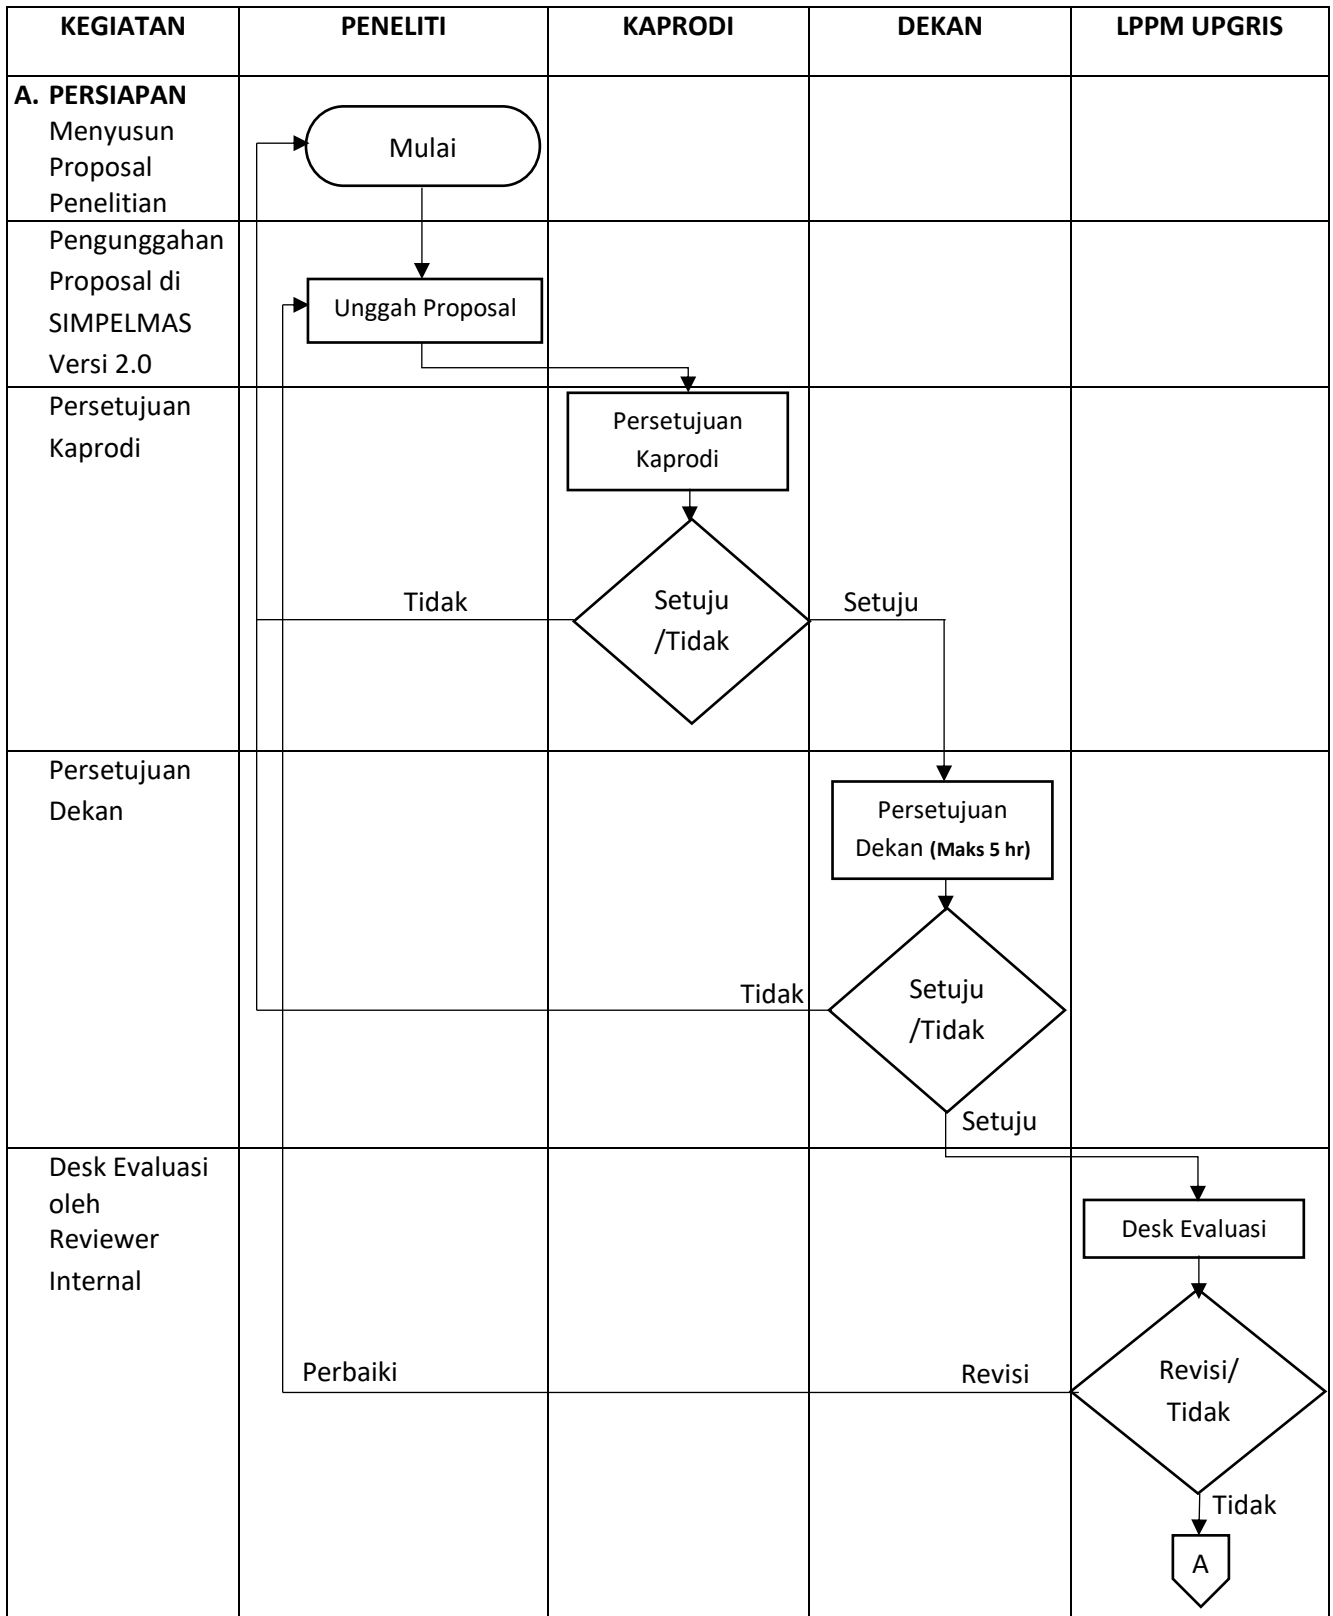 KEGIATAN PENELITI KAPRODI DEKAN LPPM UPGRIS
A. PERSIAPAN
Menyusun
Proposal
Penelitian
Mulai
Pengunggahan
Proposal di
SIMPELMAS
Versi 2.0
Unggah Proposal
Persetujuan
Kaprodi
Persetujuan
Kaprodi
Tidak
Setuju
/Tidak
Setuju
Persetujuan
Dekan
Persetujuan
Dekan (Maks 5 hr)
Tidak
Setuju
/Tidak
Setuju
Desk Evaluasi
oleh
Reviewer
Internal
Desk Evaluasi
Perbaiki
Revisi
Revisi/
Tidak
Tidak
A